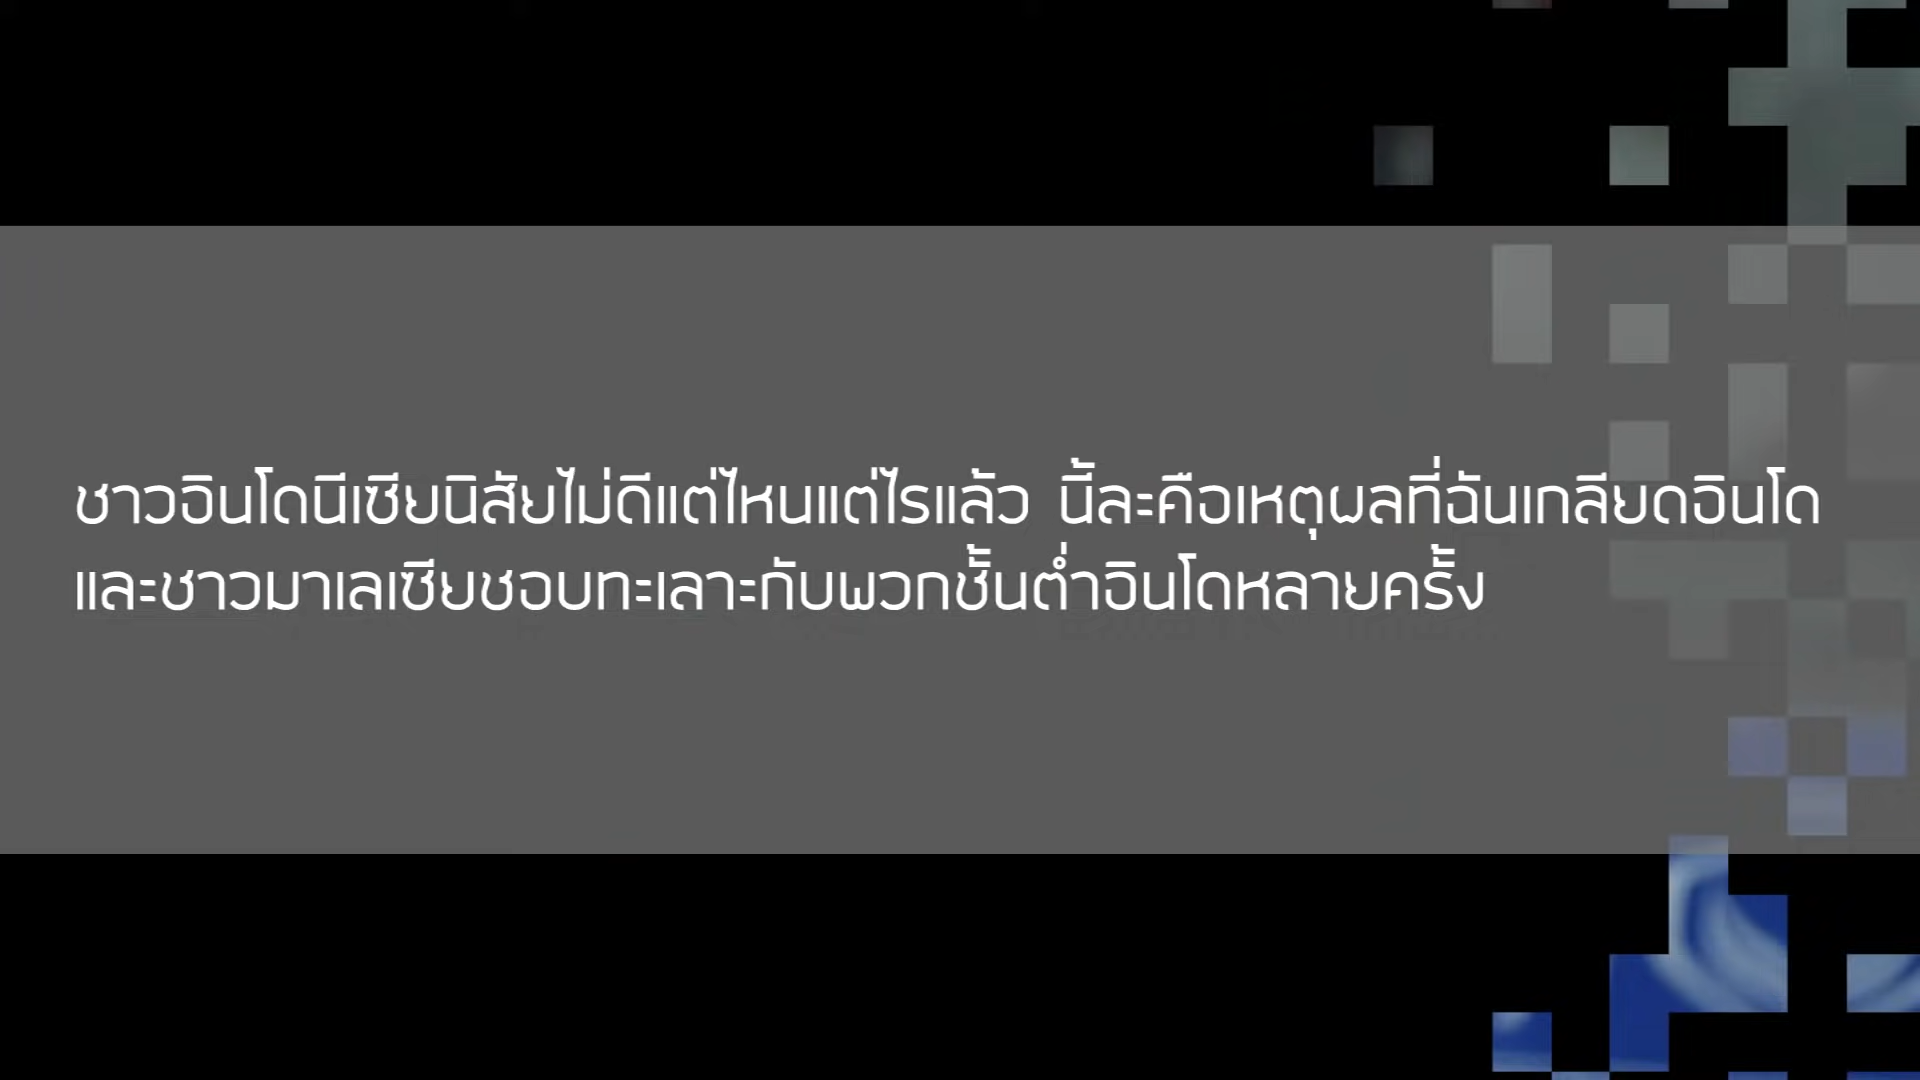 ชาวอินโดนีเซียนิสัยไม่ดีแต่ไหนแต่ไรแล้ว นี้ละคือเหตุผลที่ฉันเกลียดอินโด
และชาวมาเลเซียชอบทะเลาะกับพวกชั้นต่ำอินโดหลายครั้ง